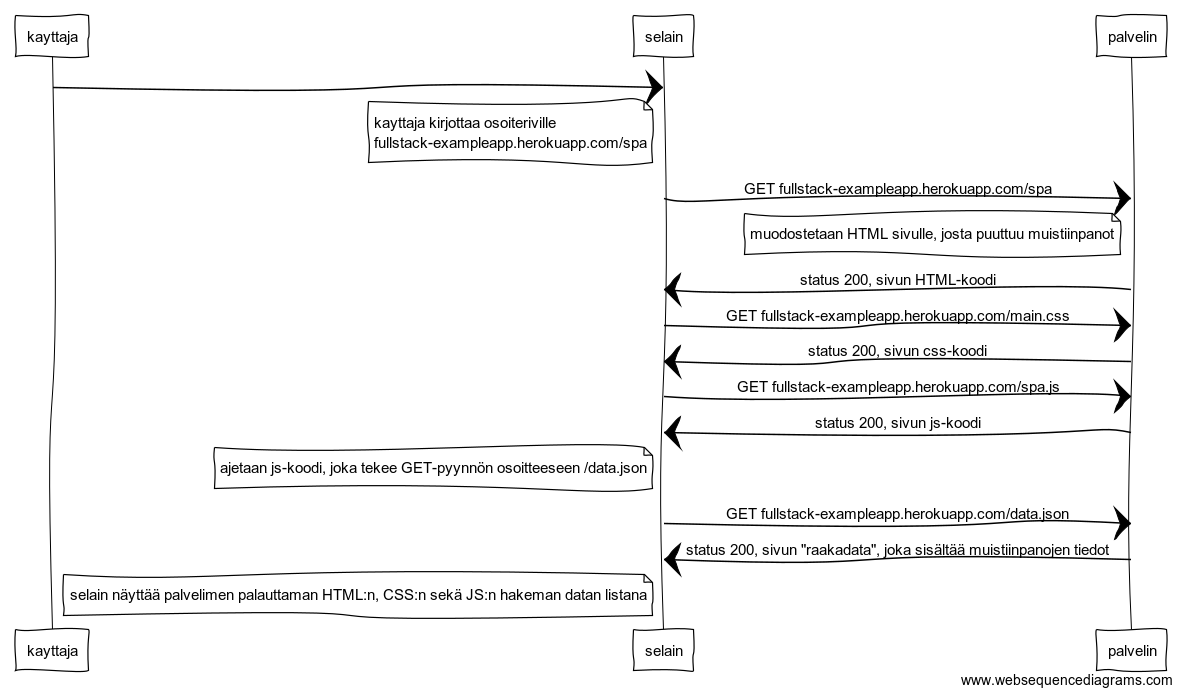 kayttaja
selain
palvelin
kayttaja kirjottaa osoiteriville
fullstack-exampleapp.herokuapp.com/spa
GET fullstack-exampleapp.herokuapp.com/spa
muodostetaan HTML sivulle, josta puuttuu muistiinpanot
status 200, sivun HTML-koodi
GET fullstack-exampleapp.herokuapp.com/main.css
status 200, sivun css-koodi
GET fullstack-exampleapp.herokuapp.com/spa.js
status 200, sivun js-koodi
ajetaan js-koodi, joka tekee GET-pyynnön osoitteeseen /data.json
GET fullstack-exampleapp.herokuapp.com/data.json
status 200, sivun "raakadata", joka sisältää muistiinpanojen tiedot
selain näyttää palvelimen palauttaman HTML:n, CSS:n sekä JS:n hakeman datan listana
kayttaja
selain
palvelin
www.websequencediagrams.com